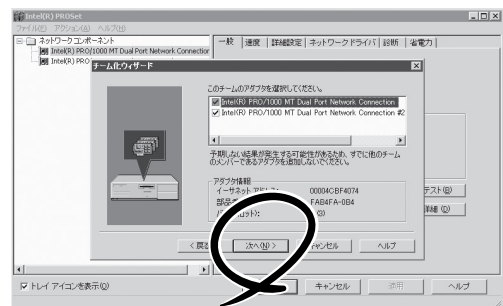 Intel(R) PROSet
ファイル(F) アクション(A) ヘルプ(H)
ネットワークコンポーネント
Intel(R) PRO/1000 MT Dual Port Network Connection
Intel(R) PRO
一般 速度 詳細設定 ネットワークドライバ 診断 省電力
チーム化ウィザード
このチームのアダプタを選択してください。
Intel(R) PRO/1000 MT Dual Port Network Connection
Intel(R) PRO/1000 MT Dual Port Network Connection #2
予期しない結果が発生する可能性があるため、すでに他のチーム
のメンバーであるアダプタを追加しないでください。
アダプタ情報
イーサネット アドレス: 0004CBF4074
部品番 FAB4FA-0B4
スロット):
テスト(B)
詳細(D)
< 戻る 次へ(N) > キャンセル ヘルプ
トレイ アイコンを表示(Q)
キャンセル 適用 ヘルプ